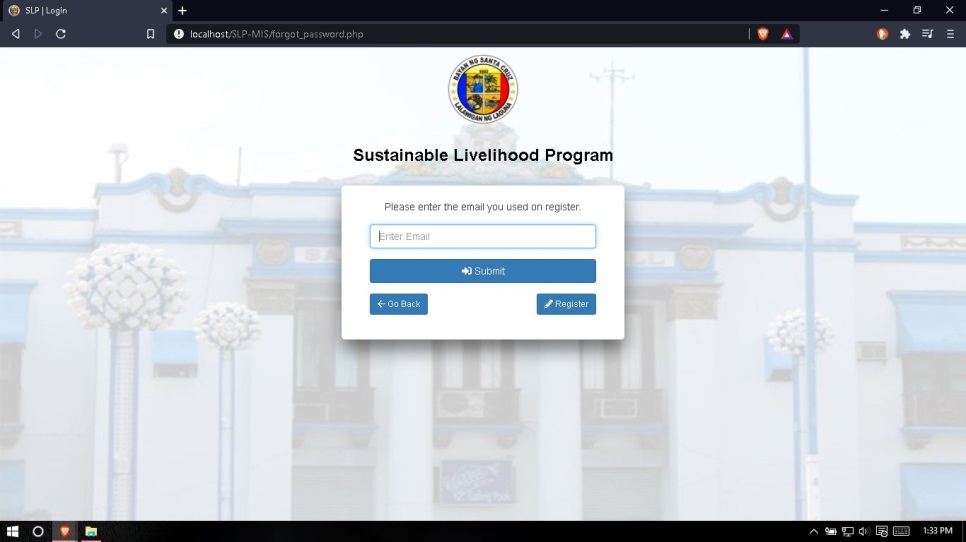 SLP | Login
localhost/SLP-MIS/forgot_password.php
BAYAN NG SANTA CRUZ
LALAWIGAN NG LAGUNA
Sustainable Livelihood Program
Please enter the email you used on register.
Enter Email
Submit
Go Back
Register
1:33 PM